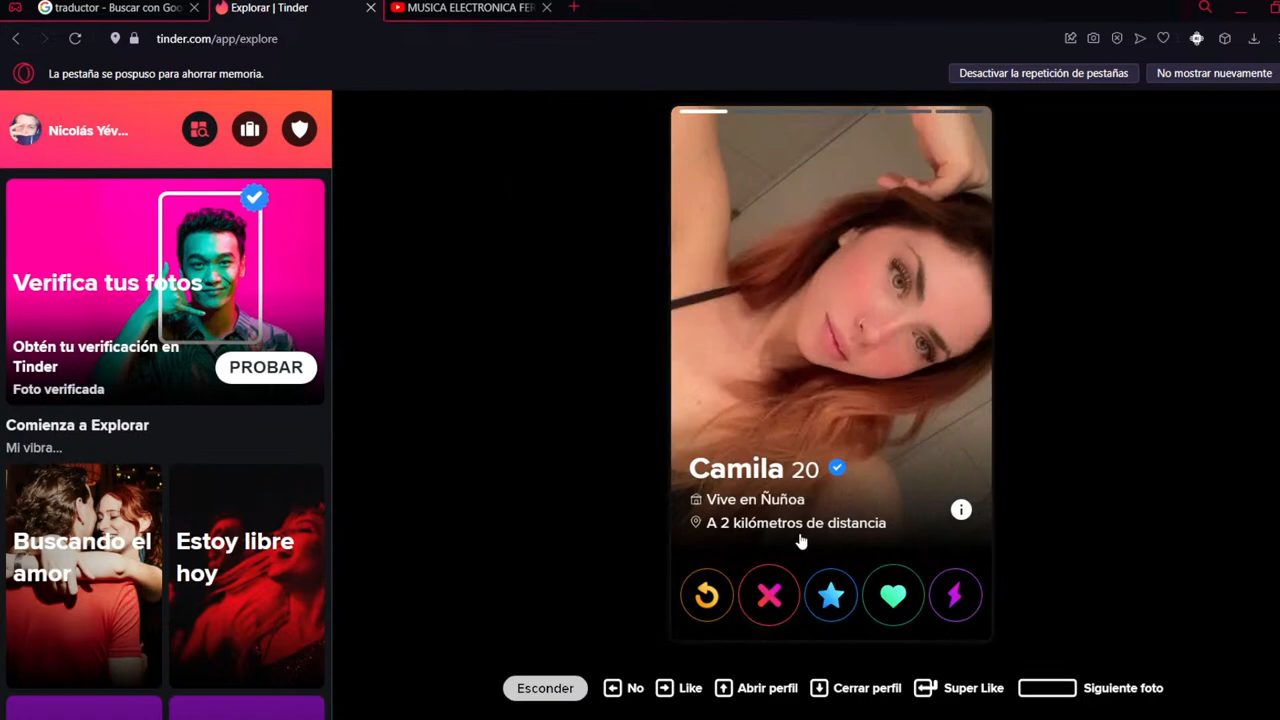 traductor - Buscar con Goo
Explorar | Tinder
MUSICA ELECTRONICA FER
tinder.com/app/explore
La pestaña se pospuso para ahorrar memoria.
Desactivar la repetición de pestañas
No mostrar nuevamente
Nicolás Yév...
Verifica tus fotos
Obtén tu verificación en
Tinder
Foto verificada
PROBAR
Comienza a Explorar
Mi vibra...
Buscando el
amor
Estoy libre
hoy
Camila 20
Vive en Ñuñoa
A 2 kilómetros de distancia
Esconder
No
Like
Abrir perfil
Cerrar perfil
Super Like
Siguiente foto